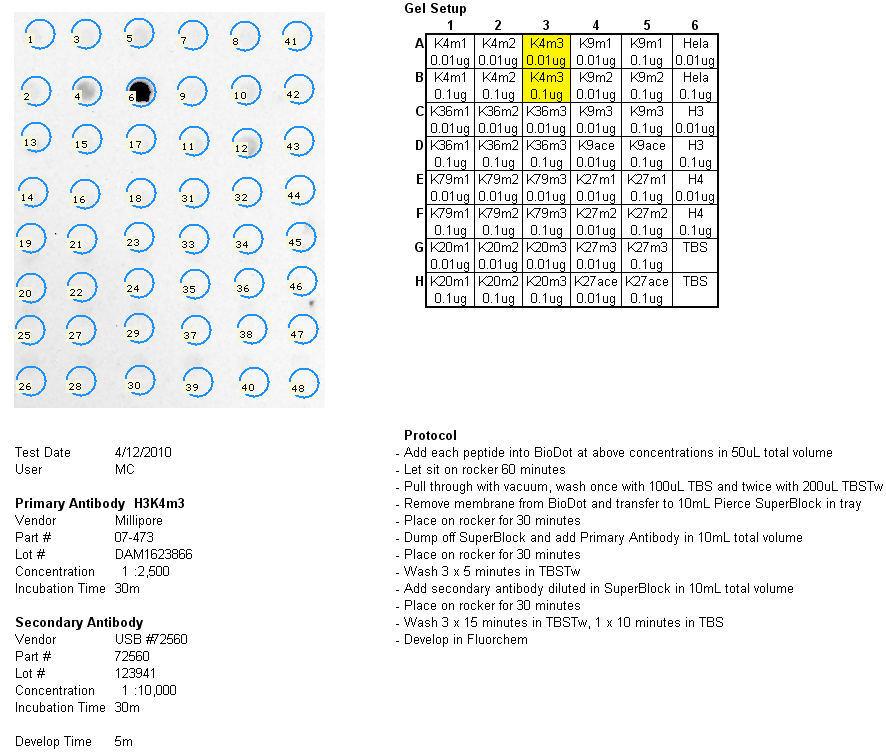 1 3 5 7 8 41
2 4 6 9 10 42
13 15 17 11 12 43
14 16 18 31 32 44
19 21 23 33 34 45
20 22 24 35 36 46
25 27 29 37 38 47
26 28 30 39 40 48
Gel Setup
1 2 3 4 5 6
A K4m1 K4m2 K4m3 K9m1 K9m1 Hela
0.01ug 0.01ug 0.01ug 0.01ug 0.1ug 0.01ug
B K4m1 K4m2 K4m3 K9m2 K9m2 Hela
0.1ug 0.1ug 0.1ug 0.01ug 0.1ug 0.1ug
C K36m1 K36m2 K36m3 K9m3 K9m3 H3
0.01ug 0.01ug 0.01ug 0.01ug 0.1ug 0.01ug
D K36m1 K36m2 K36m3 K9ace K9ace H3
0.1ug 0.1ug 0.1ug 0.01ug 0.1ug 0.1ug
E K79m1 K79m2 K79m3 K27m1 K27m1 H4
0.01ug 0.01ug 0.01ug 0.01ug 0.1ug 0.01ug
F K79m1 K79m2 K79m3 K27m2 K27m2 H4
0.1ug 0.1ug 0.1ug 0.01ug 0.1ug 0.1ug
G K20m1 K20m2 K20m3 K27m3 K27m3 TBS
0.01ug 0.01ug 0.01ug 0.01ug 0.1ug
H K20m1 K20m2 K20m3 K27ace K27ace TBS
0.1ug 0.1ug 0.1ug 0.01ug 0.1ug
Test Date 4/12/2010
User MC
Primary Antibody H3K4m3
Vendor Millipore
Part # 07-473
Lot # DAM1623866
Concentration 1 :2,500
Incubation Time 30m
Secondary Antibody
Vendor USB #72560
Part # 72560
Lot # 123941
Concentration 1 :10,000
Incubation Time 30m
Develop Time 5m
Protocol
- Add each peptide into BioDot at above concentrations in 50uL total volume
- Let sit on rocker 60 minutes
- Pull through with vacuum, wash once with 100uL TBS and twice with 200uL TBSTw
- Remove membrane from BioDot and transfer to 10mL Pierce SuperBlock in tray
- Place on rocker for 30 minutes
- Dump off SuperBlock and add Primary Antibody in 10mL total volume
- Place on rocker for 30 minutes
- Wash 3 x 5 minutes in TBSTw
- Add secondary antibody diluted in SuperBlock in 10mL total volume
- Place on rocker for 30 minutes
- Wash 3 x 15 minutes in TBSTw, 1 x 10 minutes in TBS
- Develop in Fluorchem